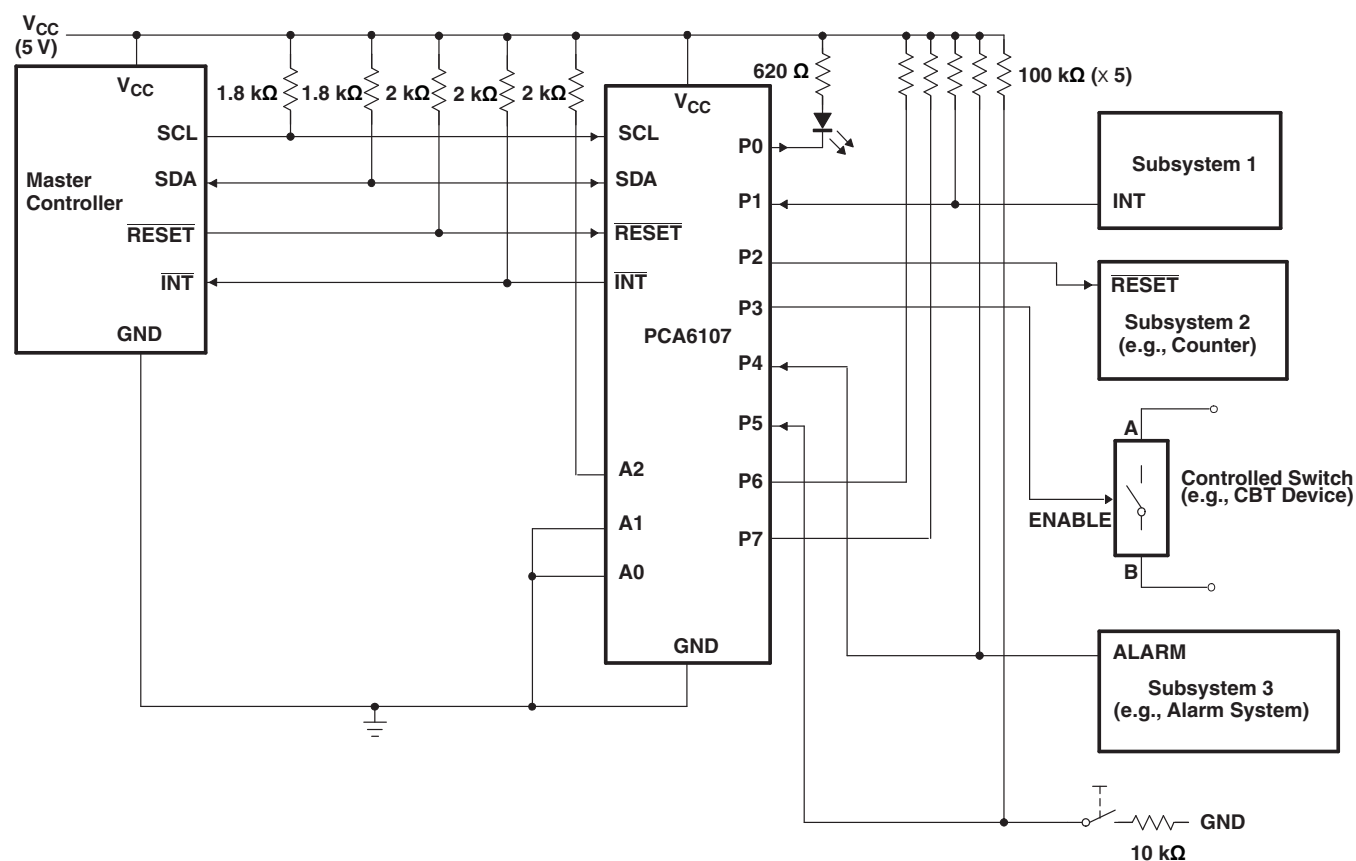 VCC
(5 V)
VCC
1.8 kΩ
1.8 kΩ
2 kΩ
2 kΩ
2 kΩ
620 Ω
100 kΩ (× 5)
Master
Controller
SCL
SDA
RESET
INT
GND
VCC
SCL
SDA
RESET
INT
PCA6107
A2
A1
A0
GND
P0
P1
P2
P3
P4
P5
P6
P7
Subsystem 1
INT
RESET
Subsystem 2
(e.g., Counter)
A
Controlled Switch
(e.g., CBT Device)
ENABLE
B
ALARM
Subsystem 3
(e.g., Alarm System)
GND
10 kΩ